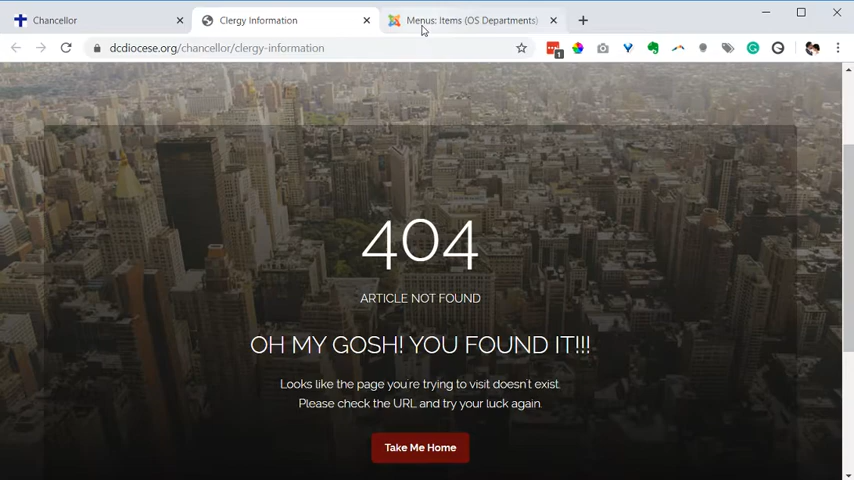 Chancellor
Clergy Information
Menus: Items (OS Departments)
dcdiocese.org/chancellor/clergy-information
1
404
ARTICLE NOT FOUND
OH MY GOSH! YOU FOUND IT!!!
Looks like the page you're trying to visit doesn't exist.
Please check the URL and try your luck again.
Take Me Home